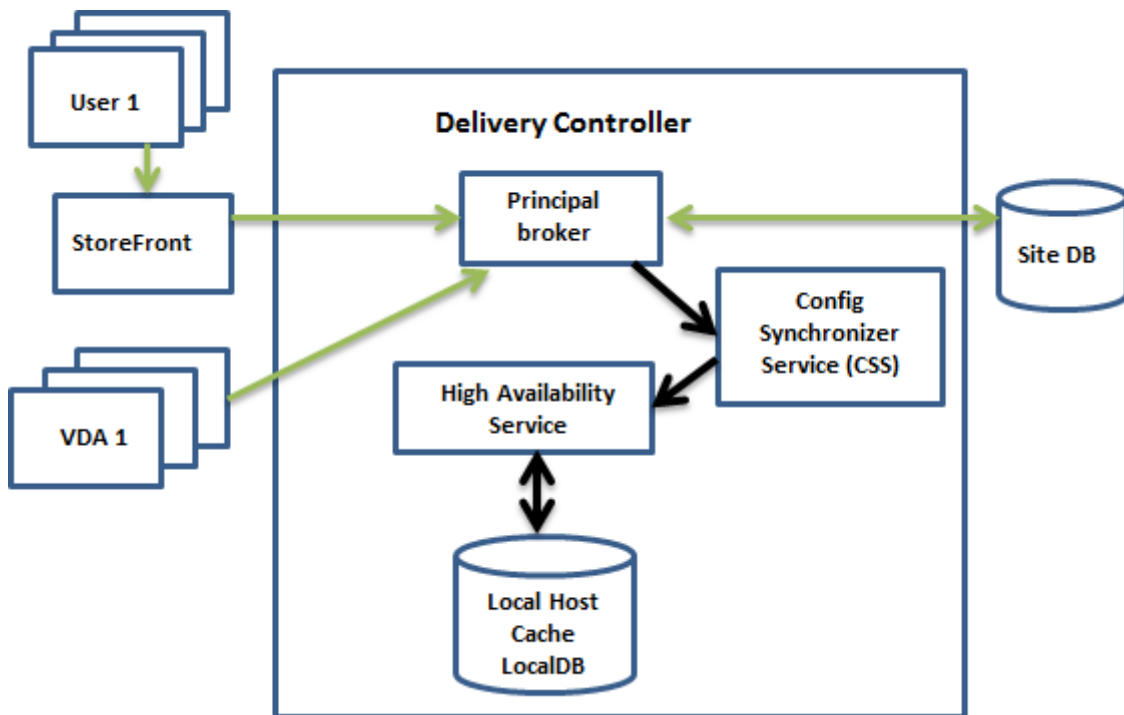 User 1
Delivery Controller
StoreFront
Principal
broker
Site DB
Config
Synchronizer
Service (CSS)
High Availability
Service
VDA 1
Local Host
Cache
LocalDB